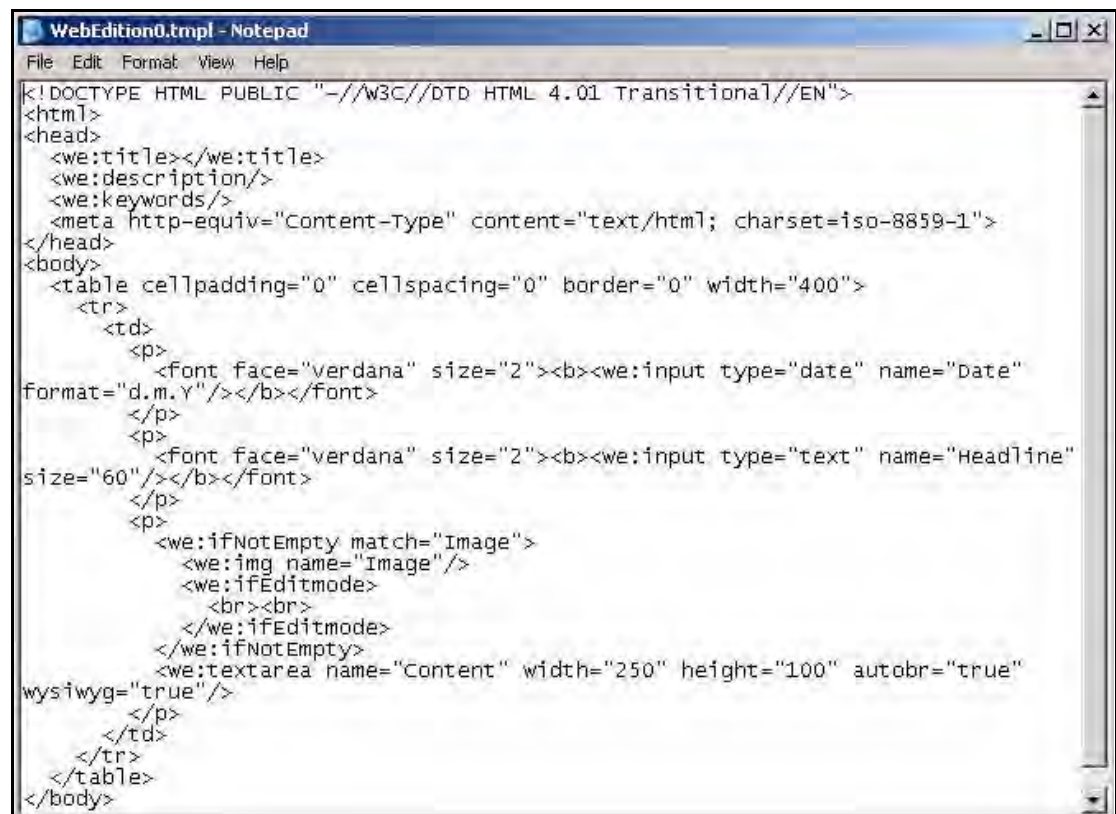 WebEdition0.tmpl - Notepad
File Edit Format View Help
<!DOCTYPE HTML PUBLIC "-//W3C//DTD HTML 4.01 Transitional//EN">
<html>
<head>
  <we:title></we:title>
  <we:description/>
  <we:keywords/>
  <meta http-equiv="Content-Type" content="text/html; charset=iso-8859-1">
</head>
<body>
  <table cellpadding="0" cellspacing="0" border="0" width="400">
    <tr>
      <td>
        <p>
          <font face="verdana" size="2"><b><we:input type="date" name="Date"
format="d.m.Y"/></b></font>
        </p>
        <p>
          <font face="verdana" size="2"><b><we:input type="text" name="Headline"
size="60"/></b></font>
        </p>
        <p>
          <we:ifNotEmpty match="Image">
            <we:img name="Image"/>
            <we:ifEditmode>
              <br><br>
            </we:ifEditmode>
          </we:ifNotEmpty>
          <we:textarea name="Content" width="250" height="100" autobr="true"
wysiwyg="true"/>
        </p>
      </td>
    </tr>
  </table>
</body>